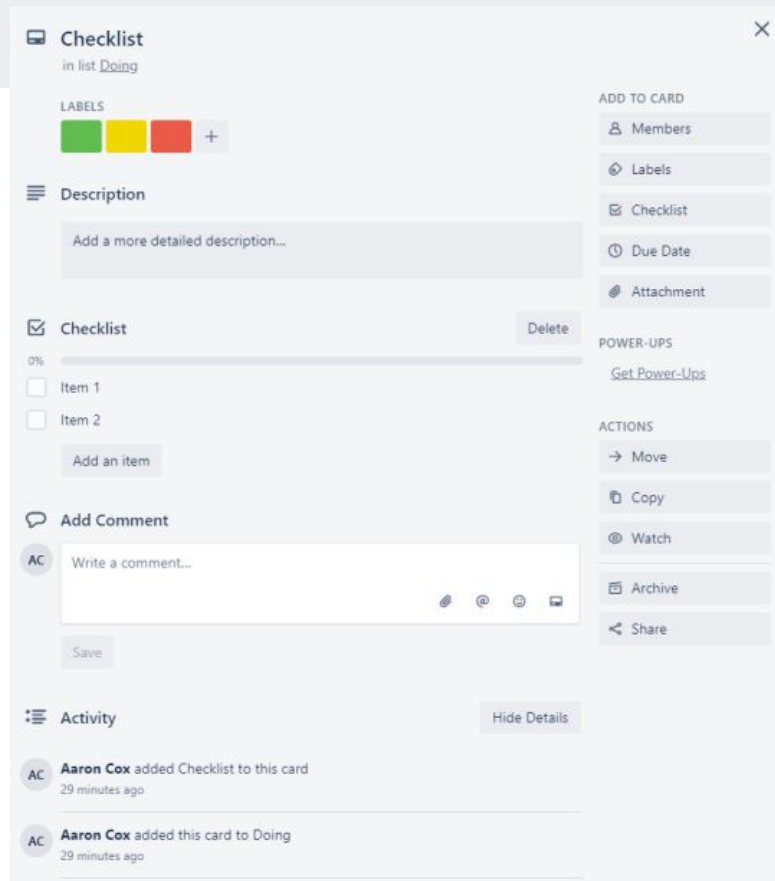 Checklist
in list Doing
LABELS
Description
Add a more detailed description...
Checklist
Delete
0%
Item 1
Item 2
Add an item
Add Comment
AC
Write a comment...
Save
Activity
Hide Details
AC
Aaron Cox added Checklist to this card
29 minutes ago
AC
Aaron Cox added this card to Doing
29 minutes ago
ADD TO CARD
Members
Labels
Checklist
Due Date
Attachment
POWER-UPS
Get Power-Ups
ACTIONS
Move
Copy
Watch
Archive
Share